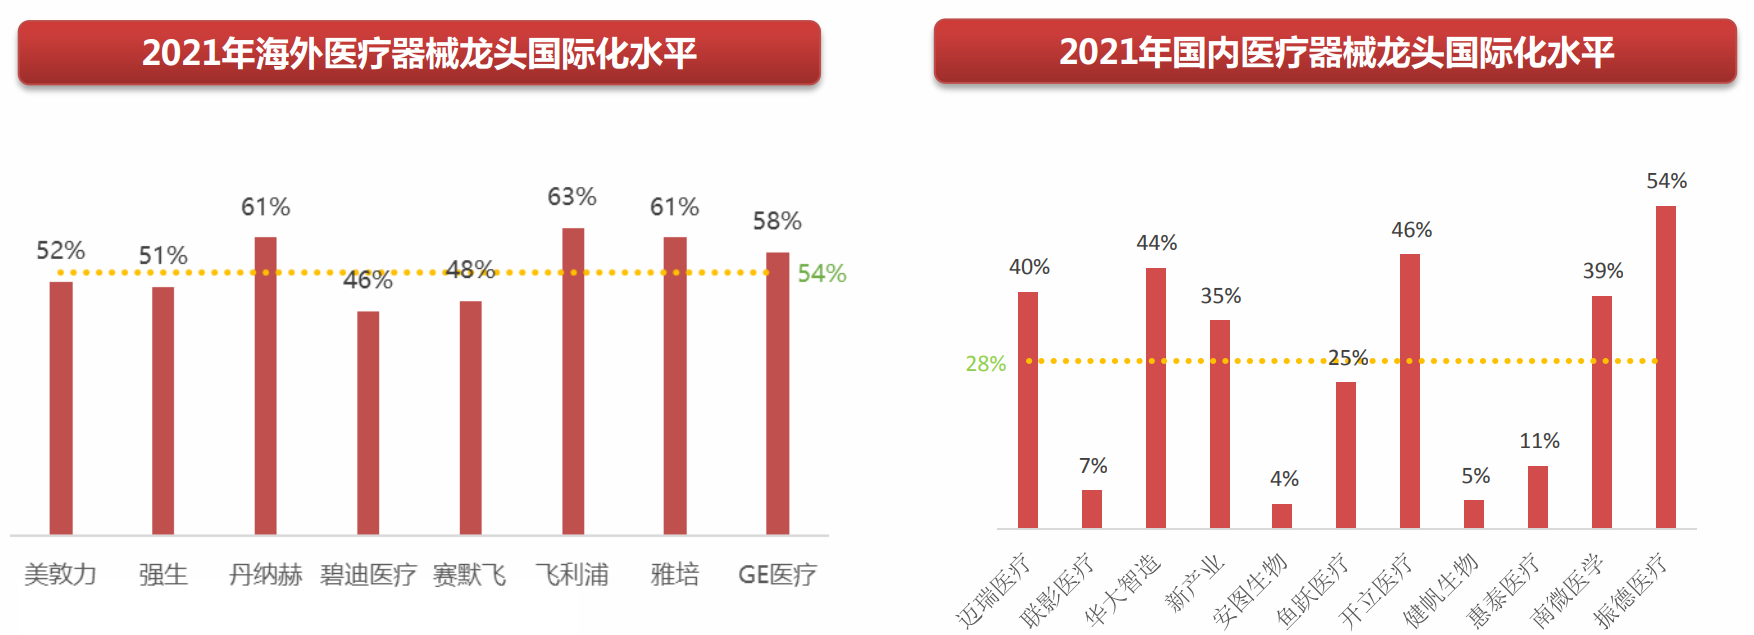 2021年海外医疗器械龙头国际化水平
52%
51%
61%
46%
48%
63%
61%
58%
54%
美敦力
强生
丹纳赫
碧迪医疗
赛默飞
飞利浦
雅培
GE医疗
2021年国内医疗器械龙头国际化水平
40%
7%
44%
35%
4%
25%
46%
5%
11%
39%
54%
28%
迈瑞医疗
联影医疗
华大智造
新产业
安图生物
鱼跃医疗
开立医疗
健帆生物
惠泰医疗
南微医学
振德医疗